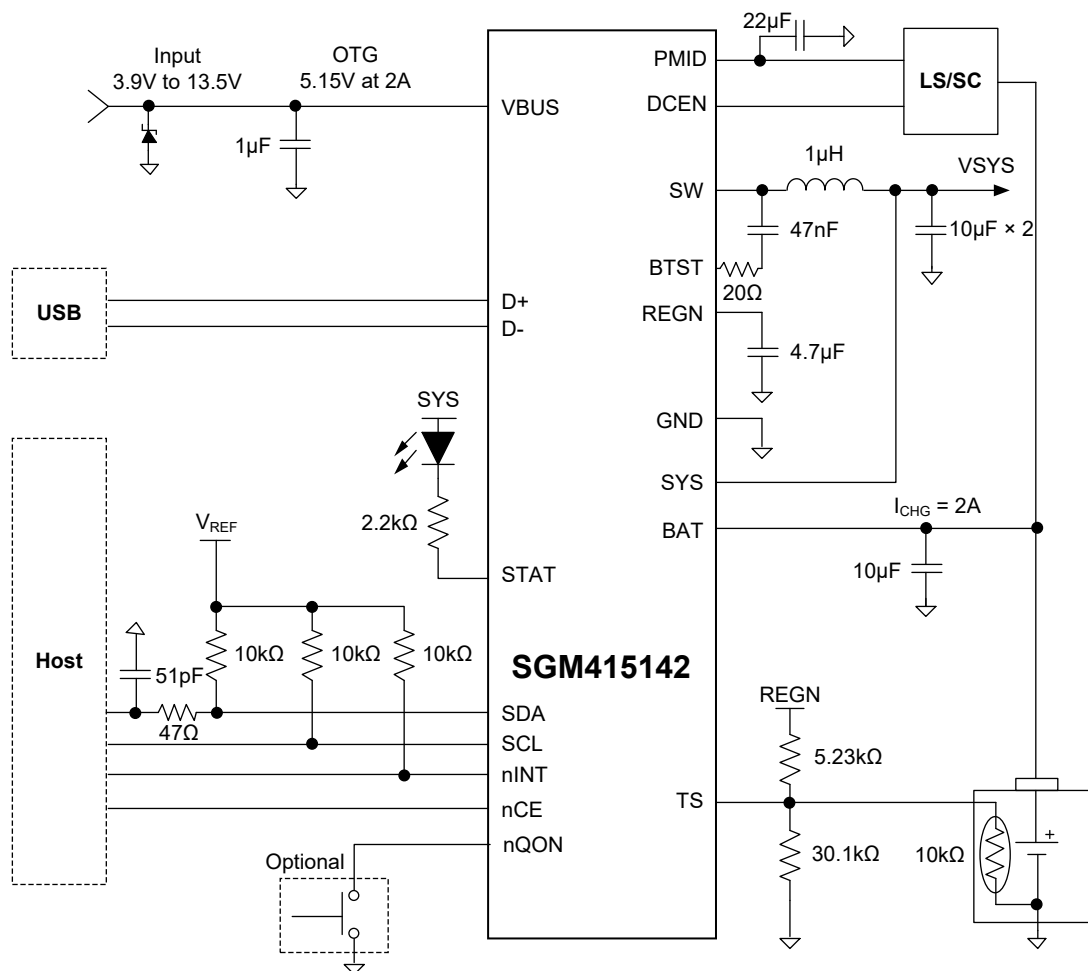 Input
3.9V to 13.5V
OTG
5.15V at 2A
1µF
VBUS
22µF
PMID
DCEN
LS/SC
1µH
VSYS
SW
47nF
10µF × 2
BTST
20Ω
REGN
4.7µF
USB
D+
D-
GND
SYS
SYS
2.2kΩ
BAT
I_CHG = 2A
10µF
STAT
V_REF
Host
51pF
10kΩ
10kΩ
10kΩ
47Ω
SGM415142
SDA
SCL
nINT
nCE
nQON
Optional
REGN
5.23kΩ
TS
30.1kΩ
10kΩ
+